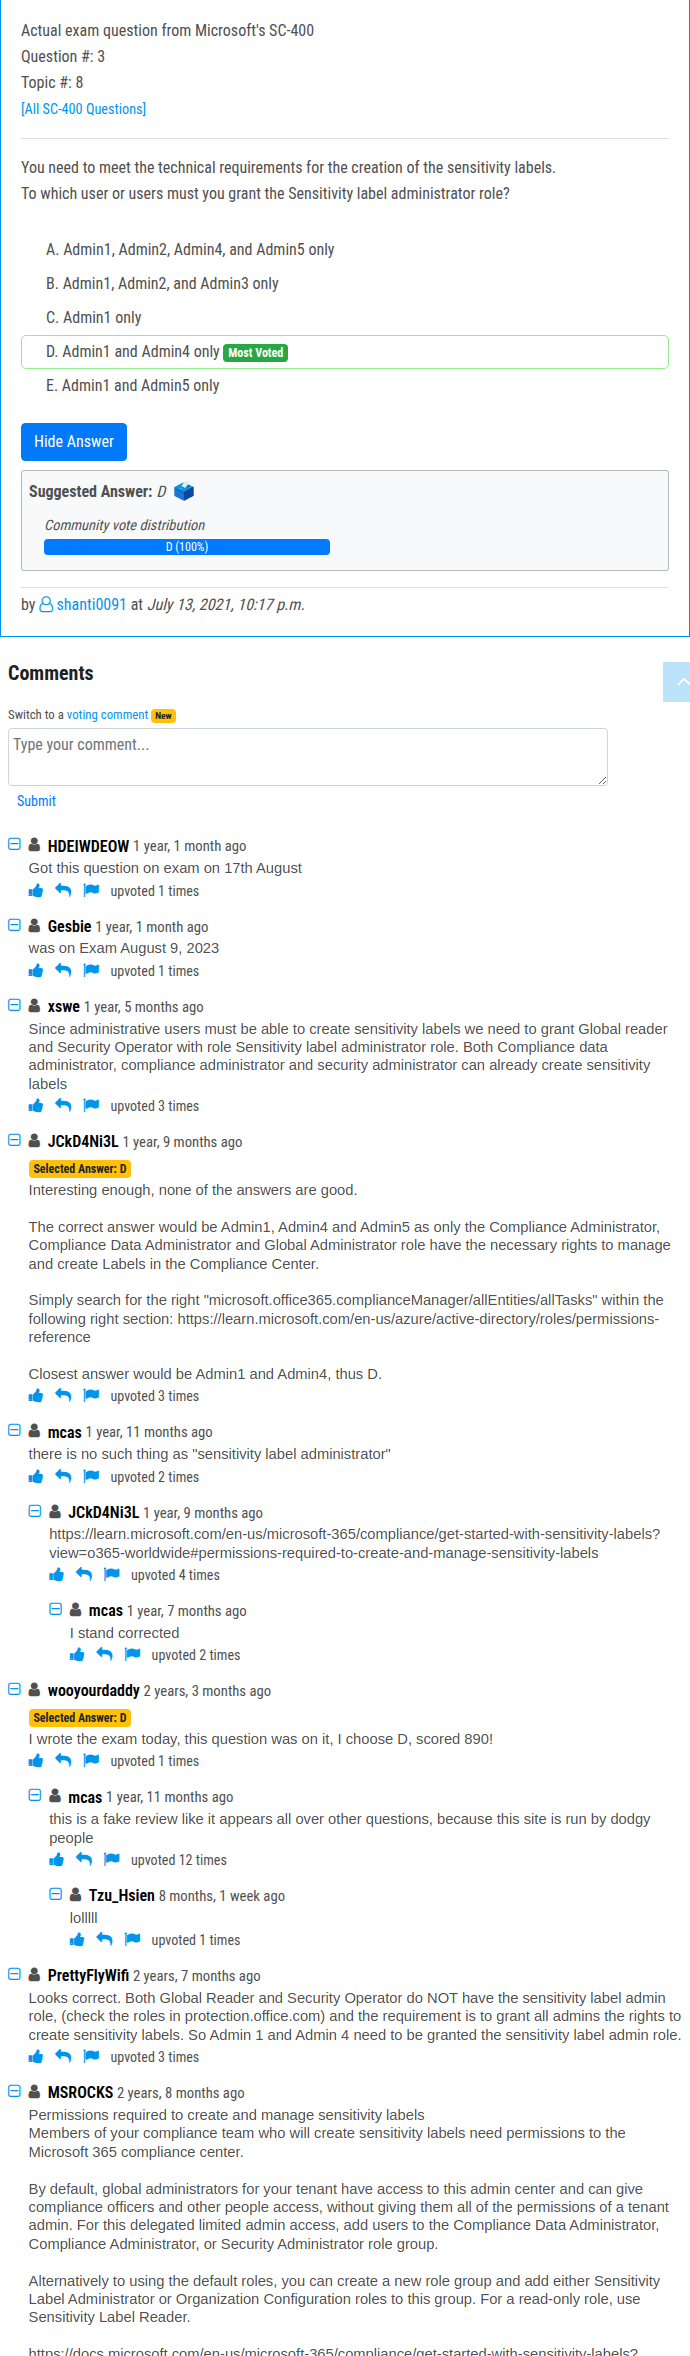 Actual exam question from Microsoft's SC-400
Question #: 3
Topic #: 8
[All SC-400 Questions]
You need to meet the technical requirements for the creation of the sensitivity labels.
To which user or users must you grant the Sensitivity label administrator role?
A. Admin1, Admin2, Admin4, and Admin5 only
B. Admin1, Admin2, and Admin3 only
C. Admin1 only
D. Admin1 and Admin4 only Most Voted
E. Admin1 and Admin5 only
Hide Answer
Suggested Answer: D
Community vote distribution
D (100%)
by shanti0091 at July 13, 2021, 10:17 p.m.
Comments
Switch to a voting comment New
Type your comment...
Submit
HDEIWDEOW 1 year, 1 month ago
Got this question on exam on 17th August
upvoted 1 times
Gesbie 1 year, 1 month ago
was on Exam August 9, 2023
upvoted 1 times
xswe 1 year, 5 months ago
Since administrative users must be able to create sensitivity labels we need to grant Global reader
and Security Operator with role Sensitivity label administrator role. Both Compliance data
administrator, compliance administrator and security administrator can already create sensitivity
labels
upvoted 3 times
JCkD4Ni3L 1 year, 9 months ago
Selected Answer: D
Interesting enough, none of the answers are good.
The correct answer would be Admin1, Admin4 and Admin5 as only the Compliance Administrator,
Compliance Data Administrator and Global Administrator role have the necessary rights to manage
and create Labels in the Compliance Center.
Simply search for the right "microsoft.office365.complianceManager/allEntities/allTasks" within the
following right section: https://learn.microsoft.com/en-us/azure/active-directory/roles/permissions-
reference
Closest answer would be Admin1 and Admin4, thus D.
upvoted 3 times
mcas 1 year, 11 months ago
there is no such thing as "sensitivity label administrator"
upvoted 2 times
JCkD4Ni3L 1 year, 9 months ago
https://learn.microsoft.com/en-us/microsoft-365/compliance/get-started-with-sensitivity-labels?
view=o365-worldwide#permissions-required-to-create-and-manage-sensitivity-labels
upvoted 4 times
mcas 1 year, 7 months ago
I stand corrected
upvoted 2 times
wooyourdaddy 2 years, 3 months ago
Selected Answer: D
I wrote the exam today, this question was on it, I choose D, scored 890!
upvoted 1 times
mcas 1 year, 11 months ago
this is a fake review like it appears all over other questions, because this site is run by dodgy
people
upvoted 12 times
Tzu_Hsien 8 months, 1 week ago
lolllll
upvoted 1 times
PrettyFlyWifi 2 years, 7 months ago
Looks correct. Both Global Reader and Security Operator do NOT have the sensitivity label admin
role, (check the roles in protection.office.com) and the requirement is to grant all admins the rights to
create sensitivity labels. So Admin 1 and Admin 4 need to be granted the sensitivity label admin role.
upvoted 3 times
MSROCKS 2 years, 8 months ago
Permissions required to create and manage sensitivity labels
Members of your compliance team who will create sensitivity labels need permissions to the
Microsoft 365 compliance center.
By default, global administrators for your tenant have access to this admin center and can give
compliance officers and other people access, without giving them all of the permissions of a tenant
admin. For this delegated limited admin access, add users to the Compliance Data Administrator,
Compliance Administrator, or Security Administrator role group.
Alternatively to using the default roles, you can create a new role group and add either Sensitivity
Label Administrator or Organization Configuration roles to this group. For a read-only role, use
Sensitivity Label Reader.
https://docs.microsoft.com/en-us/microsoft-365/compliance/get-started-with-sensitivity-labels?